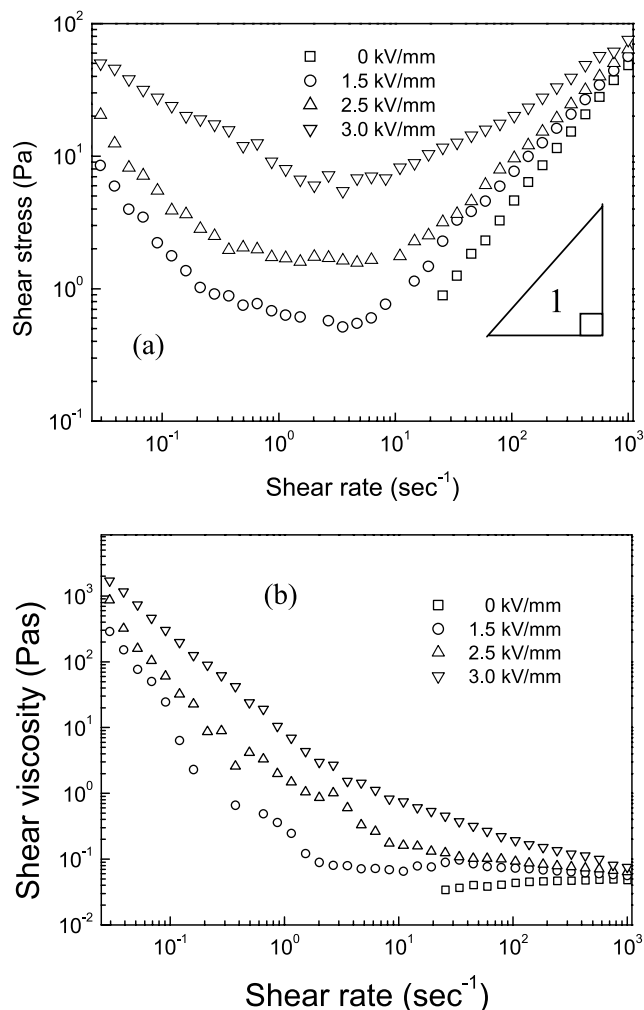 10²
10¹
10⁰
10⁻¹
Shear stress (Pa)
0 kV/mm
1.5 kV/mm
2.5 kV/mm
3.0 kV/mm
1
(a)
10⁻¹ 10⁰ 10¹ 10² 10³
Shear rate (sec⁻¹)
10³
10²
10¹
10⁰
10⁻¹
10⁻²
Shear viscosity (Pas)
(b)
0 kV/mm
1.5 kV/mm
2.5 kV/mm
3.0 kV/mm
10⁻¹ 10⁰ 10¹ 10² 10³
Shear rate (sec⁻¹)